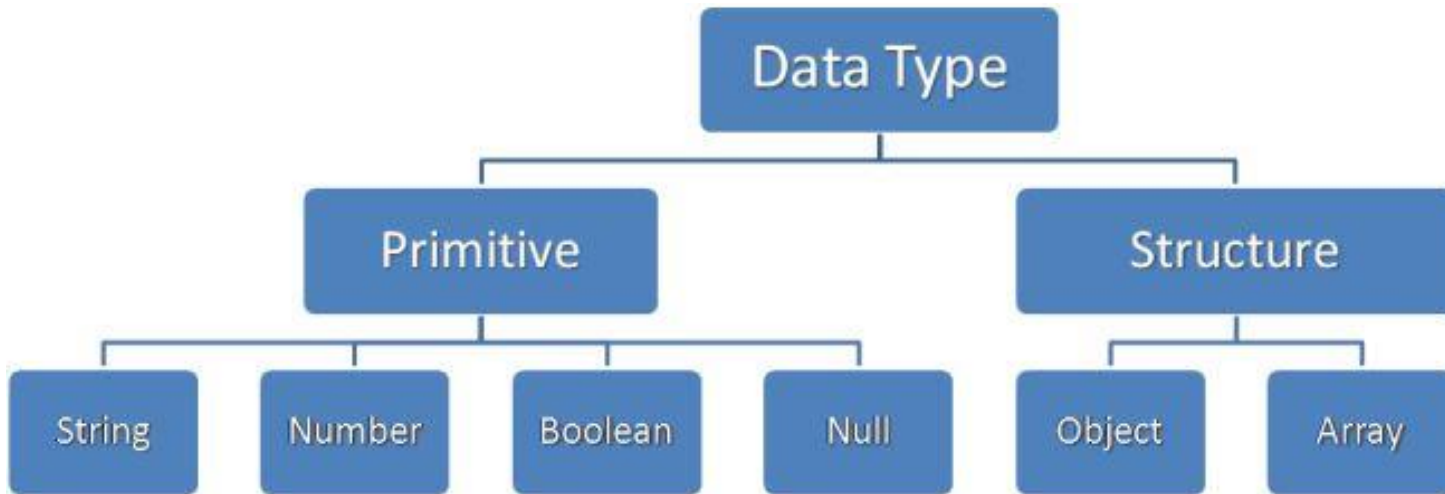 Data Type
Primitive
Structure
String
Number
Boolean
Null
Object
Array